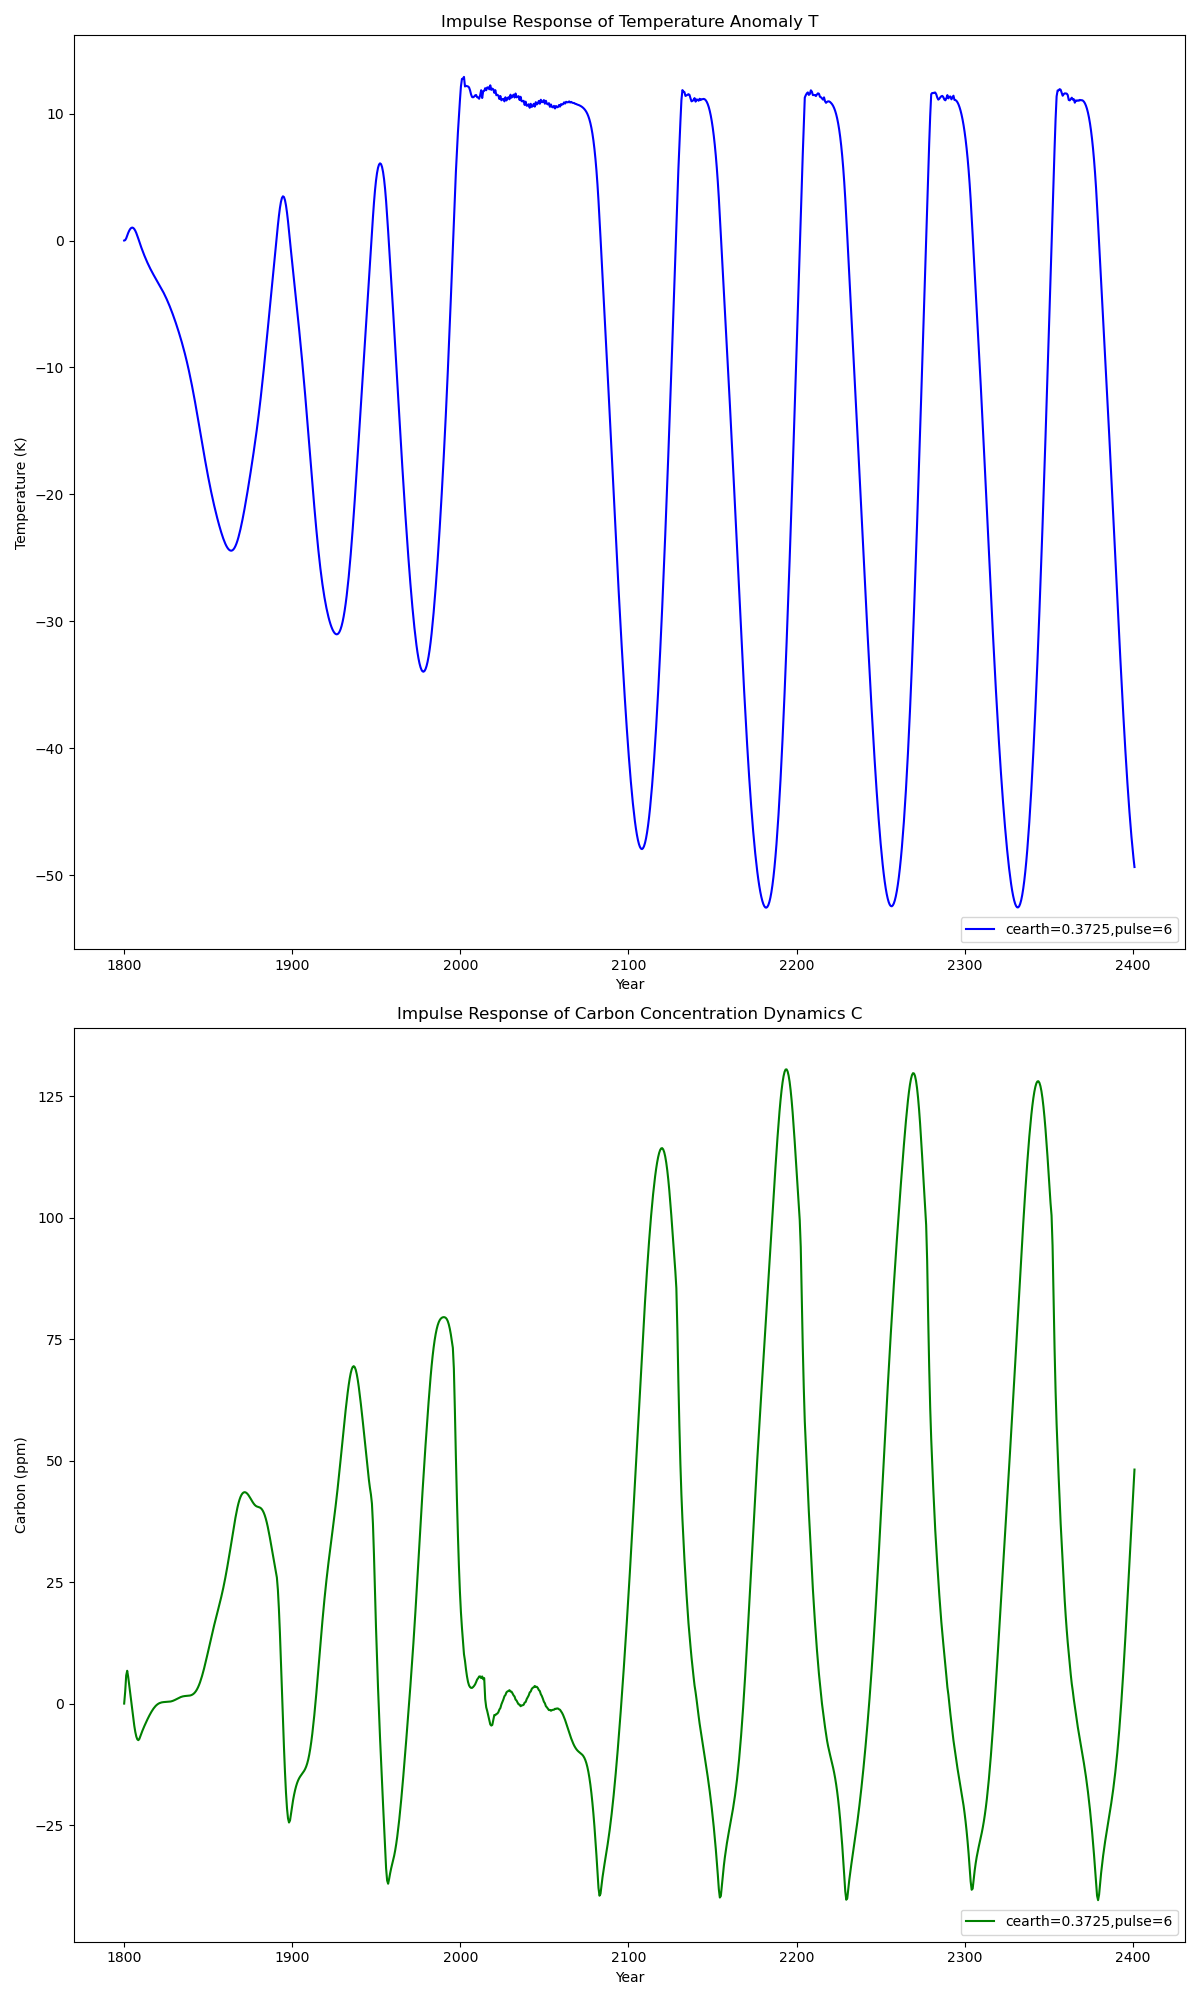 Impulse Response of Temperature Anomaly T
10
0
−10
−20
−30
−40
−50
Temperature (K)
cearth=0.3725,pulse=6
1800 1900 2000 2100 2200 2300 2400
Year
Impulse Response of Carbon Concentration Dynamics C
125
100
75
50
25
0
−25
Carbon (ppm)
cearth=0.3725,pulse=6
1800 1900 2000 2100 2200 2300 2400
Year